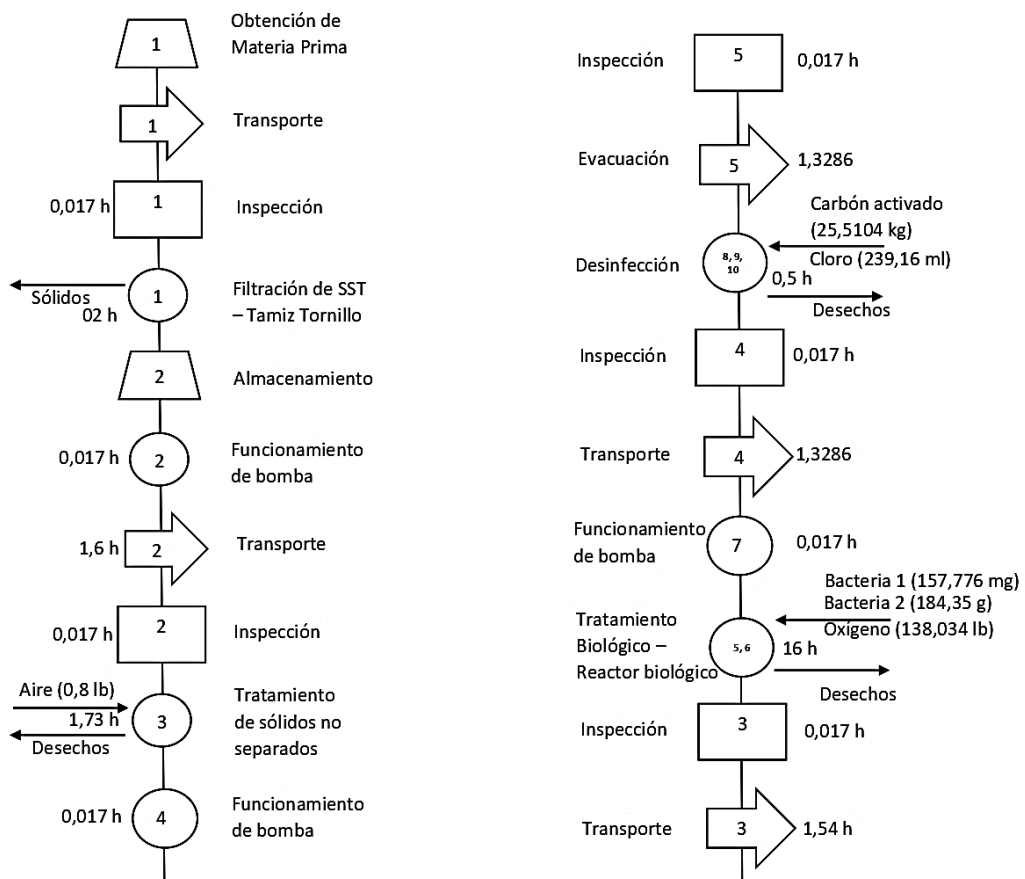 Obtención de
Materia Prima
1
Transporte
1
0,017 h
1
Inspección
Sólidos
02 h
1
Filtración de SST
– Tamiz Tornillo
2
Almacenamiento
0,017 h
2
Funcionamiento
de bomba
1,6 h
2
Transporte
0,017 h
2
Inspección
Aire (0,8 lb)
1,73 h
Desechos
3
Tratamiento
de sólidos no
separados
0,017 h
4
Funcionamiento
de bomba
Inspección
5
0,017 h
Evacuación
5
1,3286
Carbón activado
(25,5104 kg)
Cloro (239,16 ml)
Desinfección
8, 9,
10
0,5 h
Desechos
Inspección
4
0,017 h
Transporte
4
1,3286
Funcionamiento
de bomba
7
0,017 h
Bacteria 1 (157,776 mg)
Bacteria 2 (184,35 g)
Oxígeno (138,034 lb)
Tratamiento
Biológico –
Reactor biológico
5, 6
16 h
Desechos
Inspección
3
0,017 h
Transporte
3
1,54 h